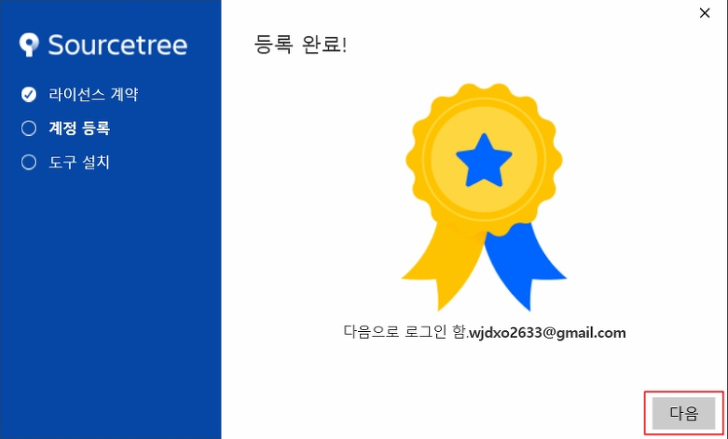 Sourcetree
라이선스 계약
계정 등록
도구 설치
등록 완료!
다음으로 로그인 함.wjdxo2633@gmail.com
다음